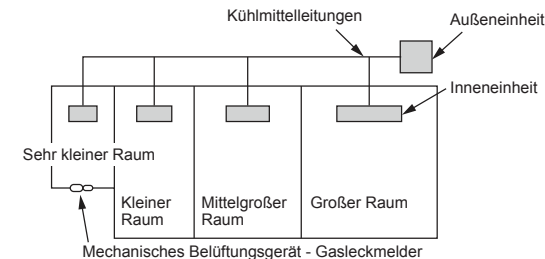 Kühlmittelleitungen
Außeneinheit
Inneneinheit
Sehr kleiner Raum
Kleiner
Raum
Mittelgroßer
Raum
Großer Raum
Mechanisches Belüftungsgerät - Gasleckmelder